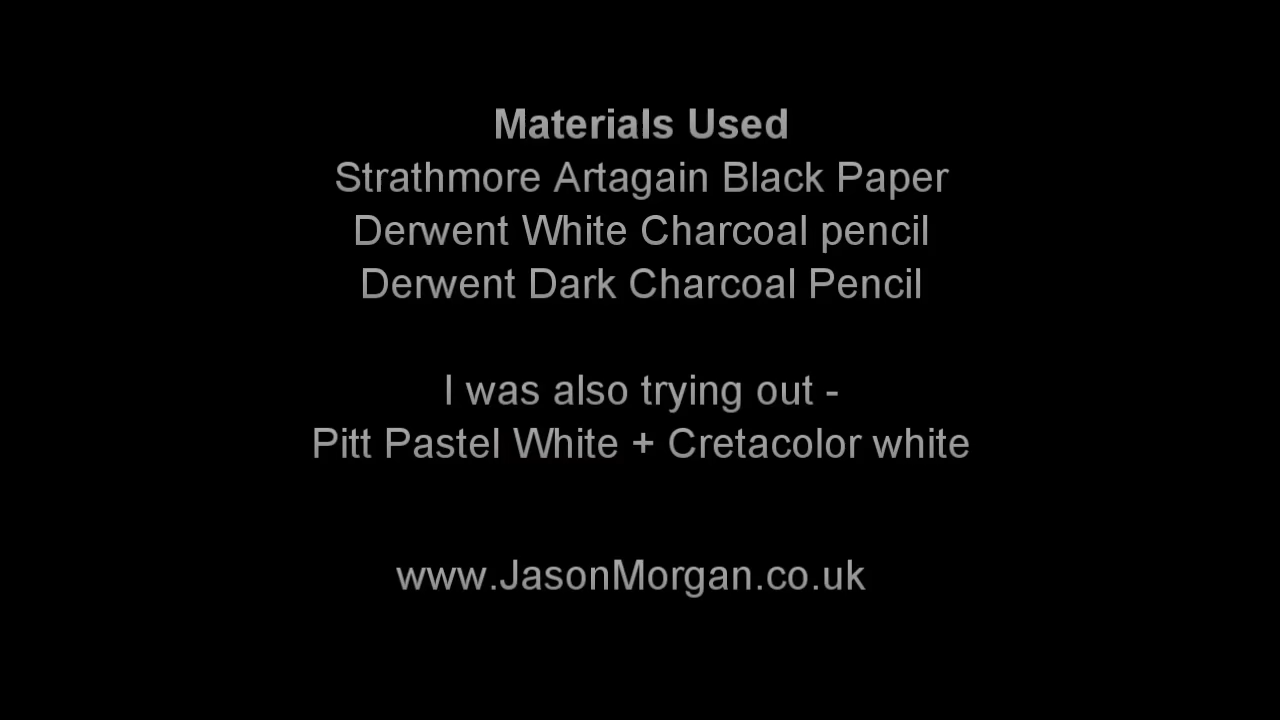 Materials Used
Strathmore Artagain Black Paper
Derwent White Charcoal pencil
Derwent Dark Charcoal Pencil
I was also trying out -
Pitt Pastel White + Cretacolor white
www.JasonMorgan.co.uk